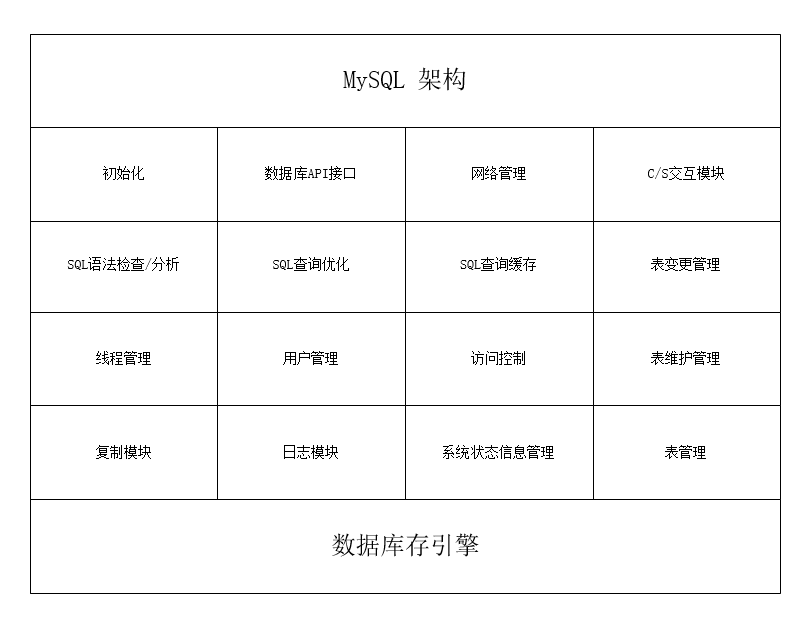 MySQL 架构
初始化
数据库API接口
网络管理
C/S交互模块
SQL语法检查/分析
SQL查询优化
SQL查询缓存
表变更管理
线程管理
用户管理
访问控制
表维护管理
复制模块
日志模块
系统状态信息管理
表管理
数据库存引擎